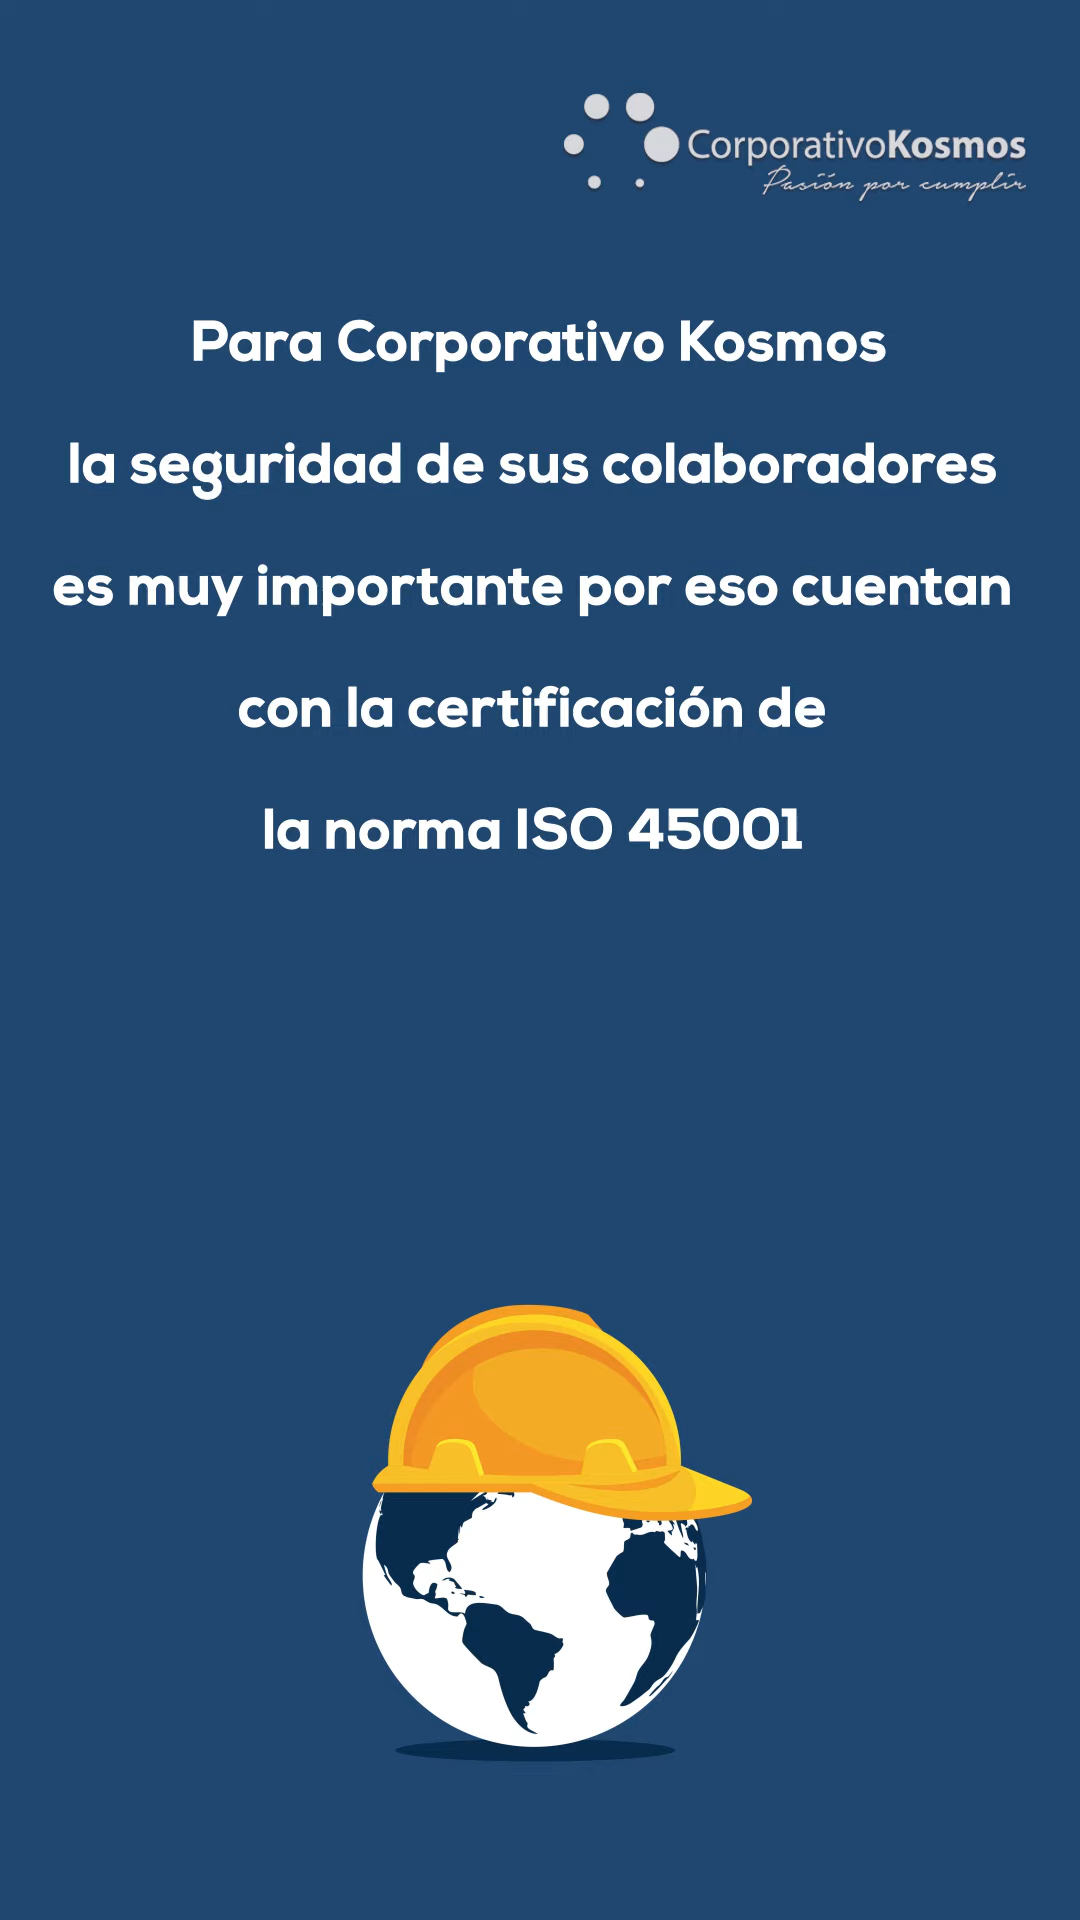 CorporativoKosmos
Pasión por cumplir
Para Corporativo Kosmos
la seguridad de sus colaboradores
es muy importante por eso cuentan
con la certificación de
la norma ISO 45001